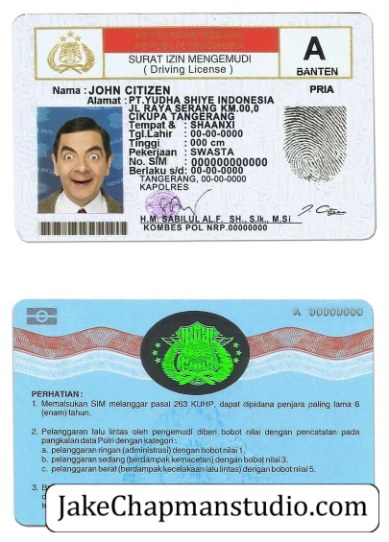 KEPOLISIAN NEGARA
REPUBLIK INDONESIA
SURAT IZIN MENGEMUDI
( Driving License )
A
BANTEN
PRIA
Nama : JOHN CITIZEN
Alamat : PT.YUDHA SHIYE INDONESIA
JL RAYA SERANG KM.00,0
CIKUPA TANGERANG
Tempat & : SHAANXI
Tgl.Lahir : 00-00-0000
Tinggi : 000 cm
Pekerjaan : SWASTA
No. SIM : 000000000000
Berlaku s/d: 00-00-0000
TANGERANG, 00-00-0000
KAPOLRES
H.M. SABILUL AL.F. SH., S.Ik., M.Si
KOMBES POL NRP.00000000
A 00000000
PERHATIAN :
1. Memalsukan SIM melanggar pasal 263 KUHP, dapat dipidana penjara paling lama 6
(enam) tahun.
2. Pelanggaran lalu lintas oleh pengemudi diberi bobot nilai dengan pencatatan pada
pangkalan data Polri dengan kategori :
a. pelanggaran ringan (administrasi) dengan bobot nilai 1.
b. pelanggaran sedang (berdampak kemacetan) dengan bobot nilai 3.
c. pelanggaran berat (berdampak kecelakaan lalu lintas) dengan bobot nilai 5.
3.
JakeChapmanstudio.com